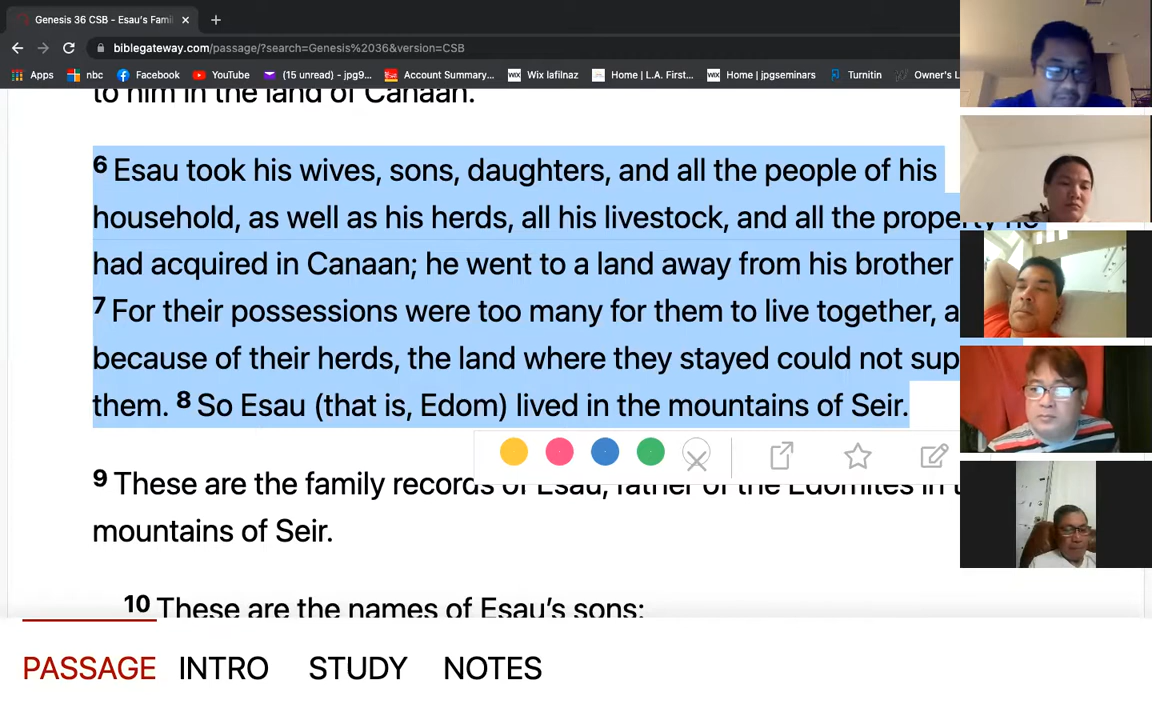 Genesis 36 CSB - Esau's Fami
biblegateway.com/passage/?search=Genesis%2036&version=CSB
Apps nbc Facebook YouTube (15 unread) - jpg9... Account Summary... Wix lafilnaz Home | L.A. First... Home | jpgseminars Turnitin Owner's L
to him in the land of Canaan.
6 Esau took his wives, sons, daughters, and all the people of his
household, as well as his herds, all his livestock, and all the property he
had acquired in Canaan; he went to a land away from his brother
7 For their possessions were too many for them to live together, a
because of their herds, the land where they stayed could not sup
them. 8 So Esau (that is, Edom) lived in the mountains of Seir.
9 These are the family records of Esau, father of the Edomites in
mountains of Seir.
10 These are the names of Esau's sons:
PASSAGE INTRO STUDY NOTES